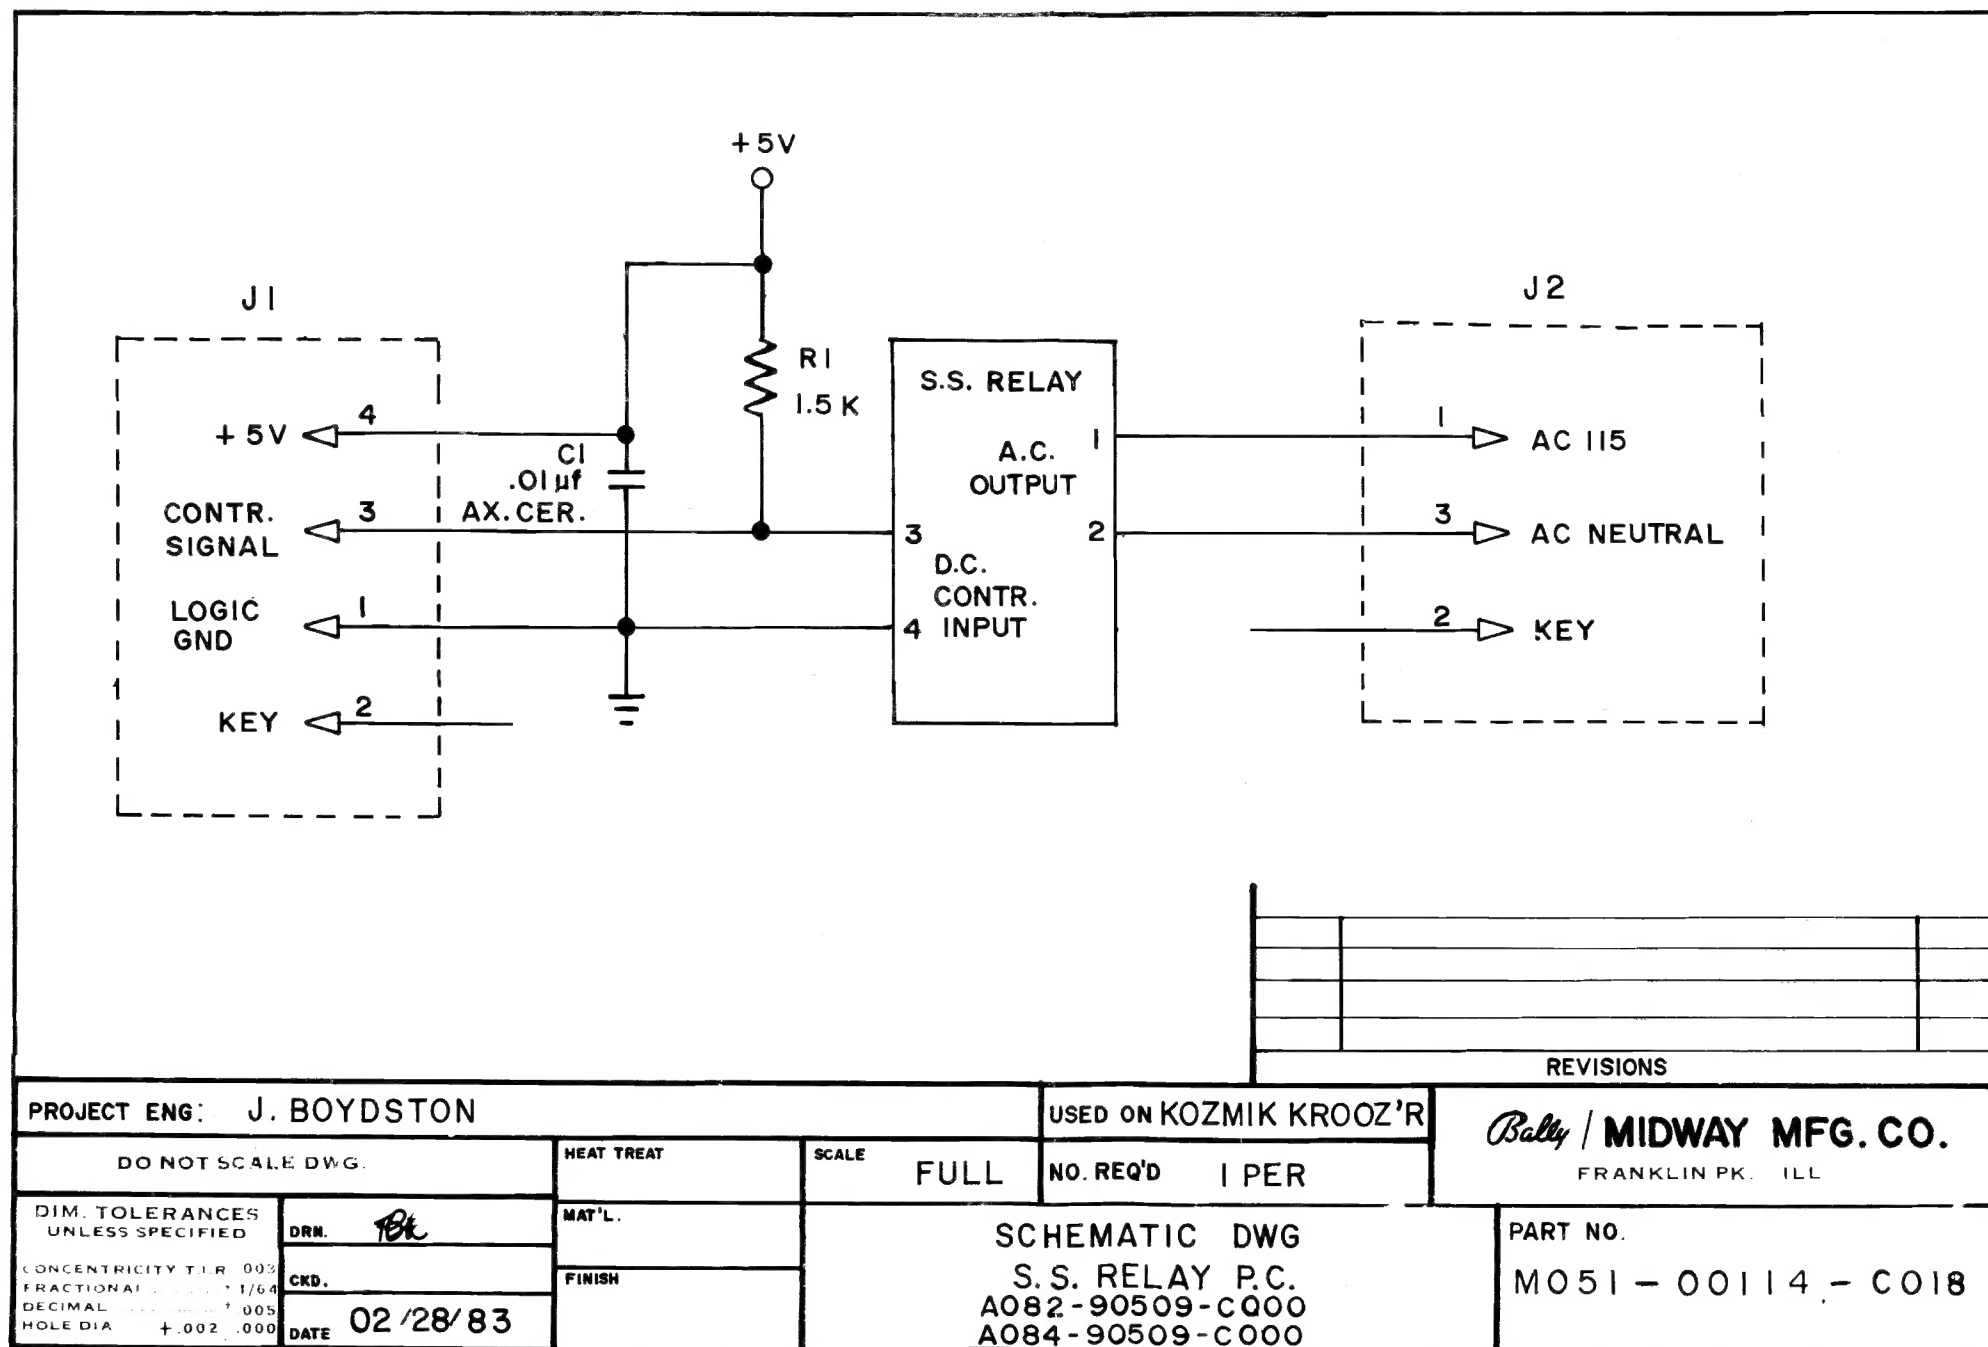 +5V
J1
J2
R1
1.5K
S.S. RELAY
+5V
4
C1
.01µf
AX. CER.
1
A.C.
OUTPUT
1
AC 115
CONTR.
SIGNAL
3
3
2
3
AC NEUTRAL
D.C.
CONTR.
INPUT
LOGIC
GND
1
4
2
KEY
KEY
2
REVISIONS
PROJECT ENG: J. BOYDSTON
USED ON KOZMIK KROOZ'R
Bally / MIDWAY MFG. CO.
FRANKLIN PK. ILL
DO NOT SCALE DWG.
HEAT TREAT
SCALE FULL
NO. REQ'D 1 PER
DIM. TOLERANCES
UNLESS SPECIFIED
DRN.
MAT'L.
SCHEMATIC DWG
S.S. RELAY P.C.
A082-90509-C000
A084-90509-C000
PART NO.
M051-00114-C018
CONCENTRICITY T.I.R .003
FRACTIONAL ± 1/64
DECIMAL ± .005
HOLE DIA +.002 .000
CKD.
FINISH
DATE 02/28/83